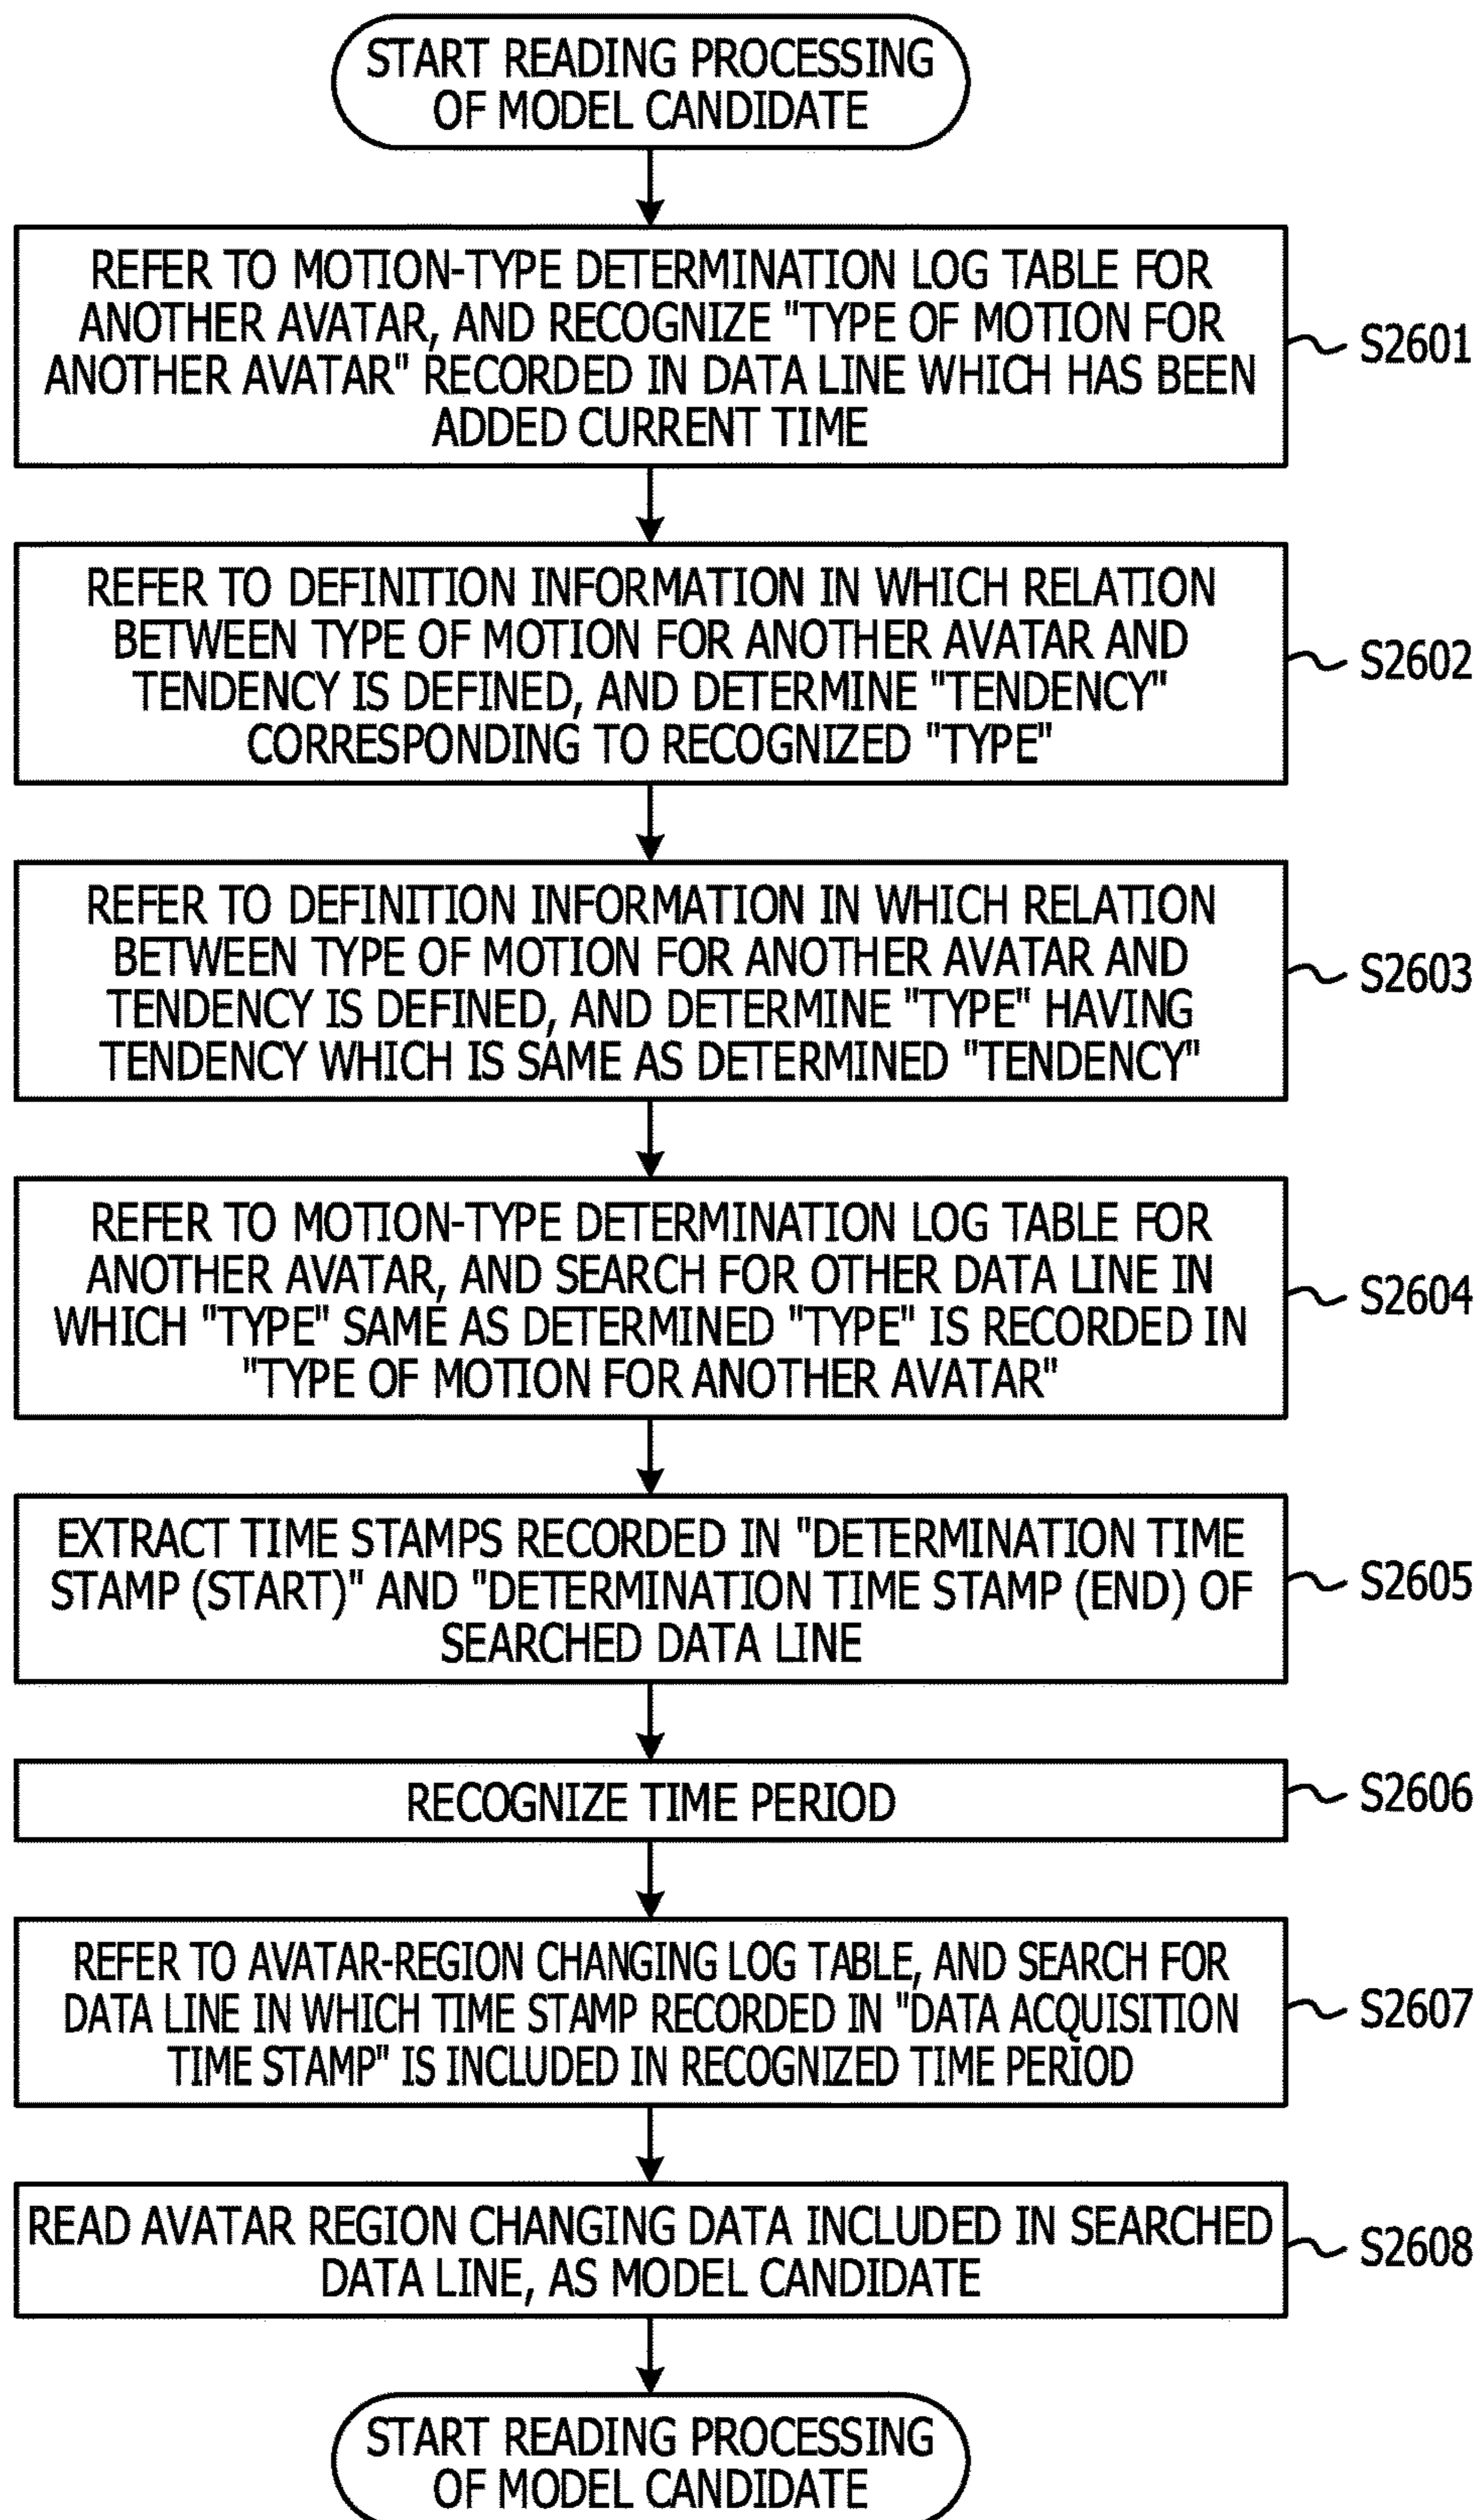 START READING PROCESSING
OF MODEL CANDIDATE
REFER TO MOTION-TYPE DETERMINATION LOG TABLE FOR
ANOTHER AVATAR, AND RECOGNIZE "TYPE OF MOTION FOR
ANOTHER AVATAR" RECORDED IN DATA LINE WHICH HAS BEEN
ADDED CURRENT TIME
S2601
REFER TO DEFINITION INFORMATION IN WHICH RELATION
BETWEEN TYPE OF MOTION FOR ANOTHER AVATAR AND
TENDENCY IS DEFINED, AND DETERMINE "TENDENCY"
CORRESPONDING TO RECOGNIZED "TYPE"
S2602
REFER TO DEFINITION INFORMATION IN WHICH RELATION
BETWEEN TYPE OF MOTION FOR ANOTHER AVATAR AND
TENDENCY IS DEFINED, AND DETERMINE "TYPE" HAVING
TENDENCY WHICH IS SAME AS DETERMINED "TENDENCY"
S2603
REFER TO MOTION-TYPE DETERMINATION LOG TABLE FOR
ANOTHER AVATAR, AND SEARCH FOR OTHER DATA LINE IN
WHICH "TYPE" SAME AS DETERMINED "TYPE" IS RECORDED IN
"TYPE OF MOTION FOR ANOTHER AVATAR"
S2604
EXTRACT TIME STAMPS RECORDED IN "DETERMINATION TIME
STAMP (START)" AND "DETERMINATION TIME STAMP (END) OF
SEARCHED DATA LINE
S2605
RECOGNIZE TIME PERIOD
S2606
REFER TO AVATAR-REGION CHANGING LOG TABLE, AND SEARCH FOR
DATA LINE IN WHICH TIME STAMP RECORDED IN "DATA ACQUISITION
TIME STAMP" IS INCLUDED IN RECOGNIZED TIME PERIOD
S2607
READ AVATAR REGION CHANGING DATA INCLUDED IN SEARCHED
DATA LINE, AS MODEL CANDIDATE
S2608
START READING PROCESSING
OF MODEL CANDIDATE